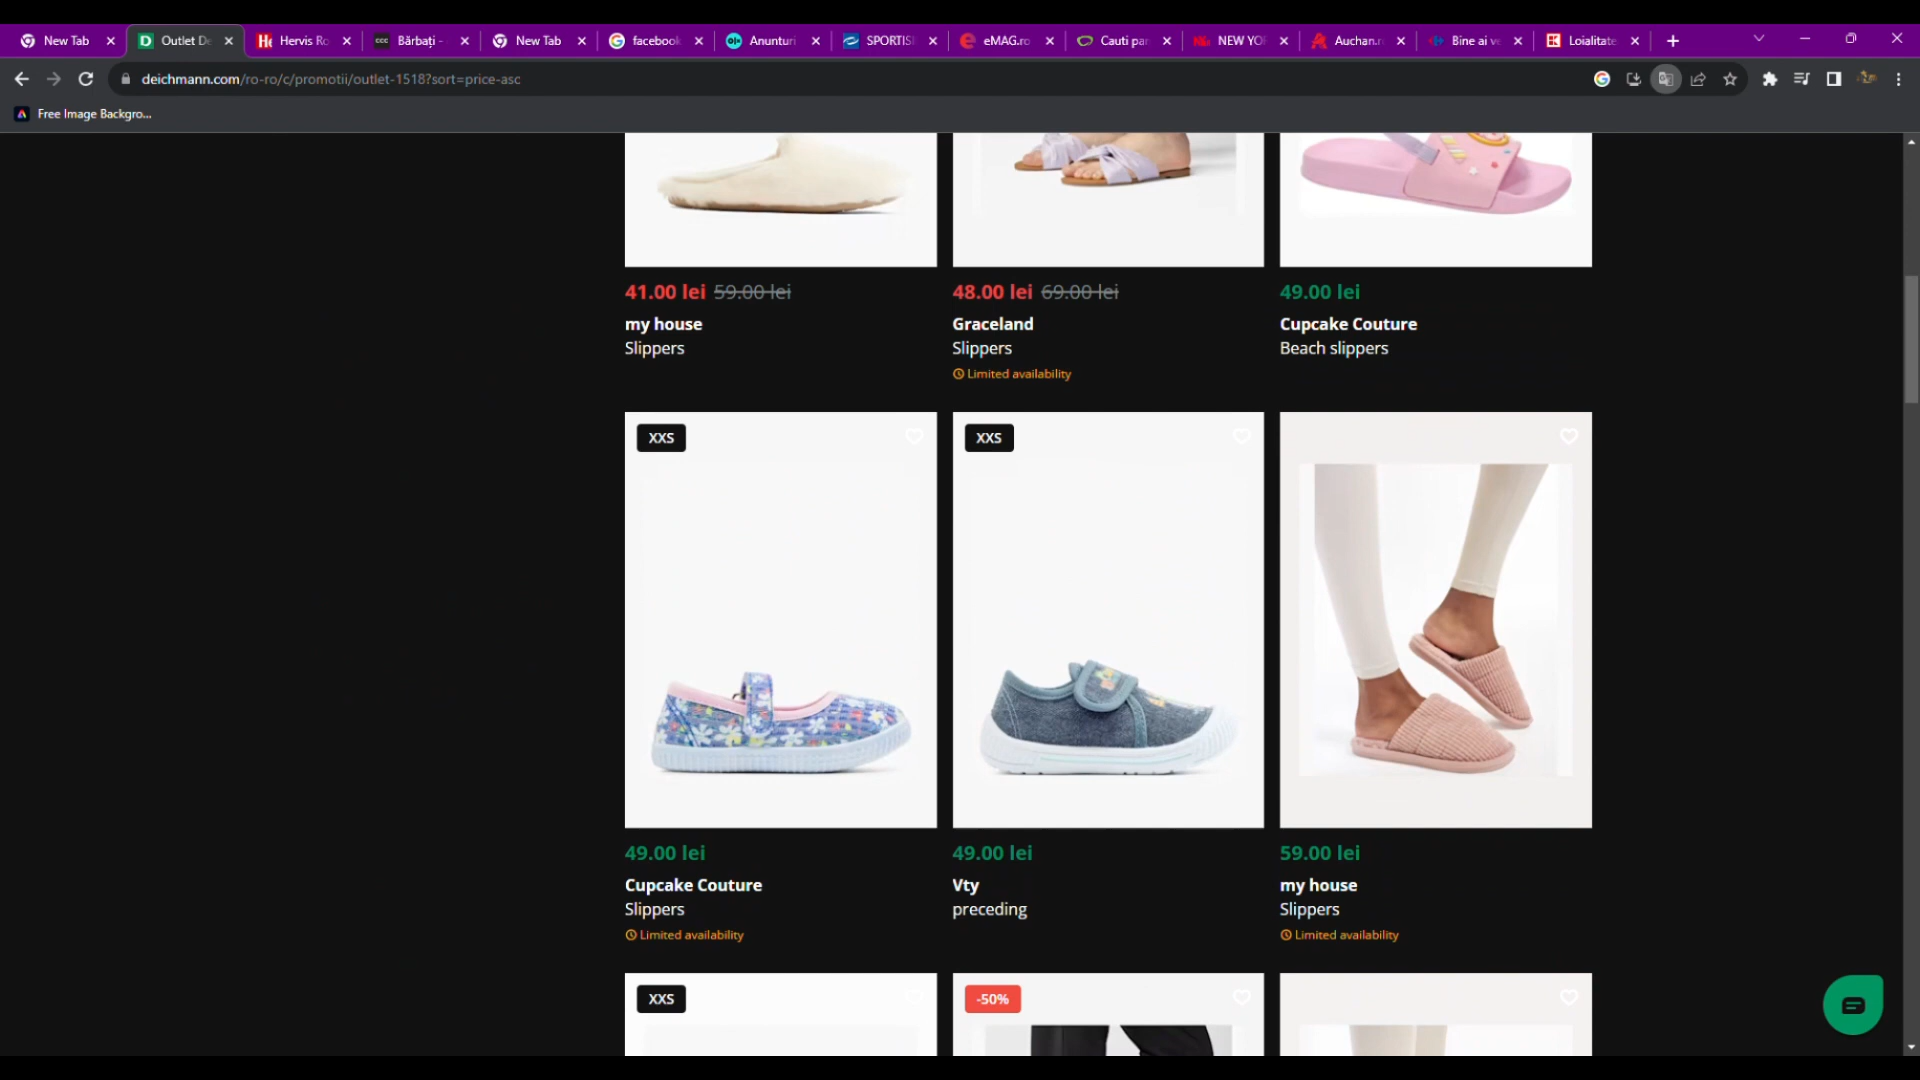 New Tab
Outlet De
Hervis Ro
Bărbați -
New Tab
facebook
Anunturi
SPORTIS
eMAG.ro
Cauti par
NEW YO
Auchan.r
Bine ai ve
Loialitate
deichmann.com/ro-ro/c/promotii/outlet-1518?sort=price-asc
Free Image Backgro...
41.00 lei 59.00 lei
my house
Slippers
48.00 lei 69.00 lei
Graceland
Slippers
Limited availability
49.00 lei
Cupcake Couture
Beach slippers
XXS
XXS
49.00 lei
Cupcake Couture
Slippers
Limited availability
49.00 lei
Vty
preceding
59.00 lei
my house
Slippers
Limited availability
XXS
-50%